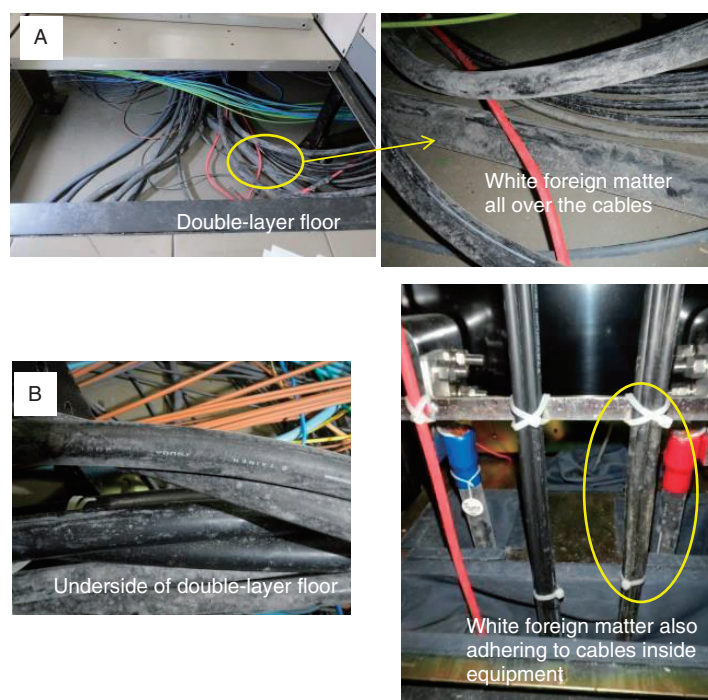 A
Double-layer floor
White foreign matter
all over the cables
B
Underside of double-layer floor
White foreign matter also
adhering to cables inside
equipment